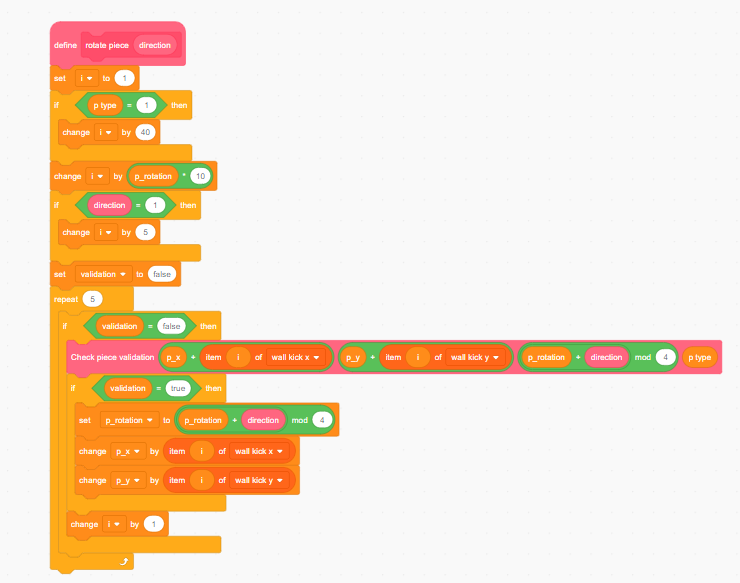 define rotate piece direction
set i to 1
if p type = 1 then
change i by 40
change i by p_rotation * 10
if direction = 1 then
change i by 5
set validation to false
repeat 5
if validation = false then
Check piece validation p_x + item i of wall kick x p_y + item i of wall kick y p_rotation + direction mod 4 p type
if validation = true then
set p_rotation to p_rotation + direction mod 4
change p_x by item i of wall kick x
change p_y by item i of wall kick y
change i by 1